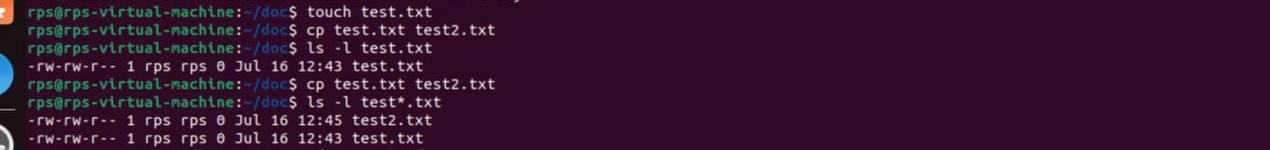 rps@rps-virtual-machine:~/doc$ touch test.txt
rps@rps-virtual-machine:~/doc$ cp test.txt test2.txt
rps@rps-virtual-machine:~/doc$ ls -l test.txt
-rw-rw-r-- 1 rps rps 0 Jul 16 12:43 test.txt
rps@rps-virtual-machine:~/doc$ cp test.txt test2.txt
rps@rps-virtual-machine:~/doc$ ls -l test*.txt
-rw-rw-r-- 1 rps rps 0 Jul 16 12:45 test2.txt
-rw-rw-r-- 1 rps rps 0 Jul 16 12:43 test.txt